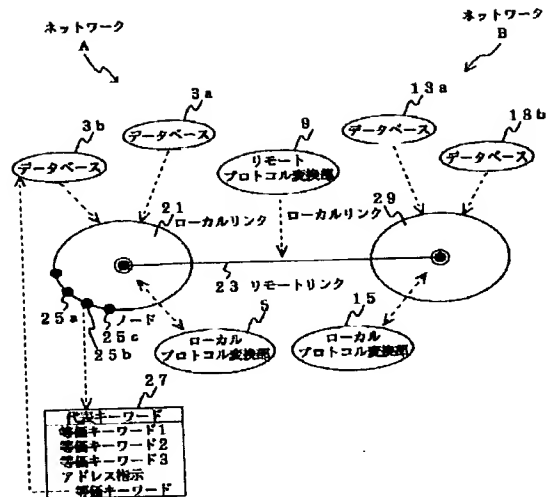 ネットワーク
A
ネットワーク
B
3a
13a
3b
データベース
9
データベース
13b
データベース
リモート
プロトコル変換部
データベース
21
ローカルリンク
ローカルリンク
29
23 リモートリンク
25a
ノード
25c
25b
5
15
ローカル
プロトコル変換部
ローカル
プロトコル変換部
27
代表キーワード
等価キーワード1
等価キーワード2
等価キーワード3
アドレス指示
等価キーワード